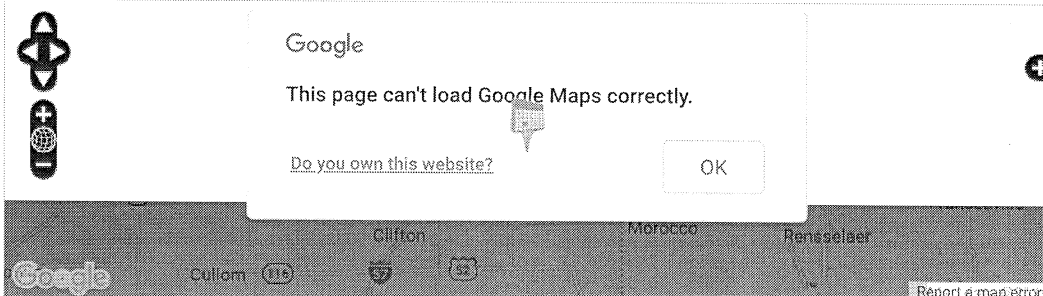 Google
This page can't load Google Maps correctly.
Do you own this website?
OK
Clifton
Morocco
Rensselaer
Cullom
116
57
52
Google
Report a map error